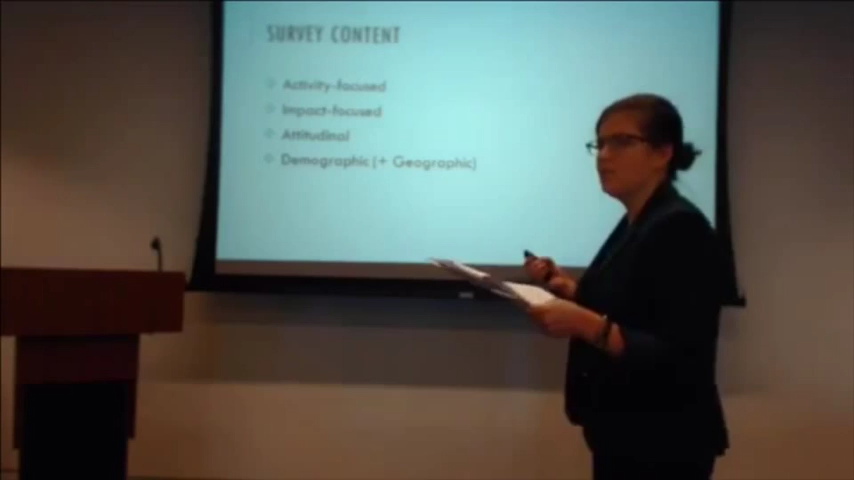 SURVEY CONTENT
Activity-focused
Impact-focused
Attitudinal
Demographic (+ Geographic)